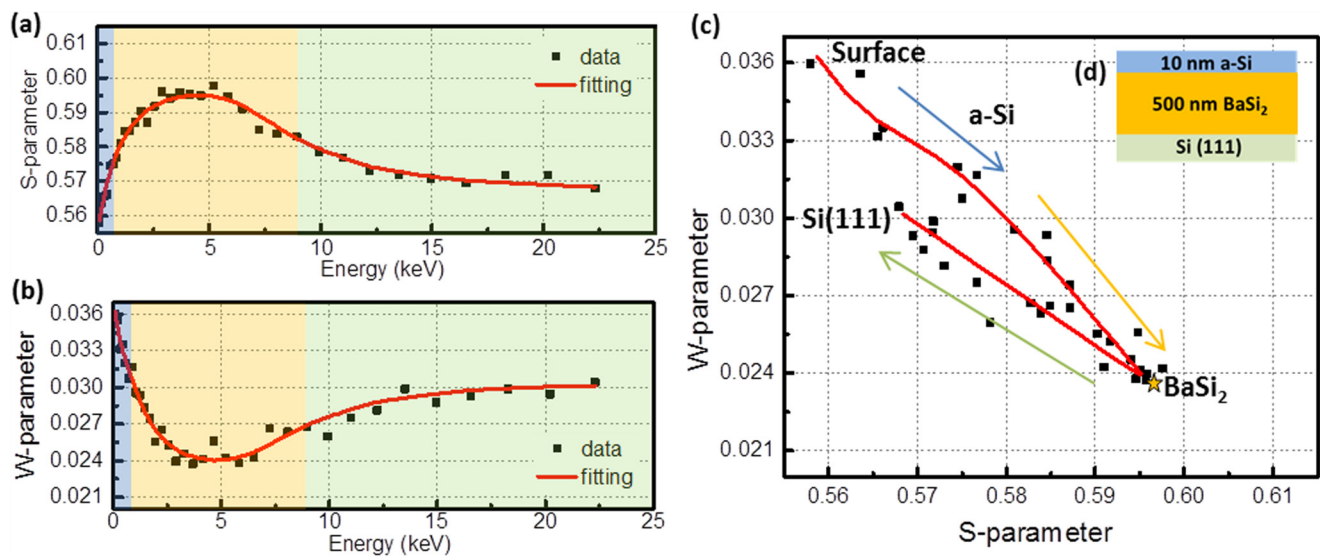 (a)
0.61
0.60
0.59
0.58
0.57
0.56
S-parameter
data
fitting
0 5 10 15 20 25
Energy (keV)
(b)
0.036
0.033
0.030
0.027
0.024
0.021
W-parameter
data
fitting
0 5 10 15 20 25
Energy (keV)
(c)
0.036
0.033
0.030
0.027
0.024
0.021
W-parameter
Surface
a-Si
Si(111)
BaSi₂
(d)
10 nm a-Si
500 nm BaSi₂
Si (111)
0.56 0.57 0.58 0.59 0.60 0.61
S-parameter